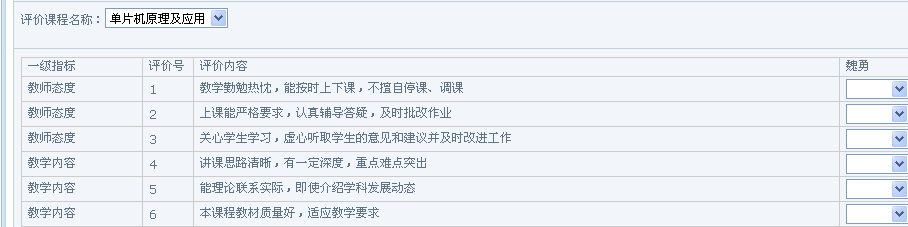 评价课程名称：单片机原理及应用
一级指标 评价号 评价内容 魏勇
教师态度 1 教学勤勉热忱，能按时上下课，不擅自停课、调课
教师态度 2 上课能严格要求，认真辅导答疑，及时批改作业
教师态度 3 关心学生学习，虚心听取学生的意见和建议并及时改进工作
教学内容 4 讲课思路清晰，有一定深度，重点难点突出
教学内容 5 能理论联系实际，即使介绍学科发展动态
教学内容 6 本课程教材质量好，适应教学要求